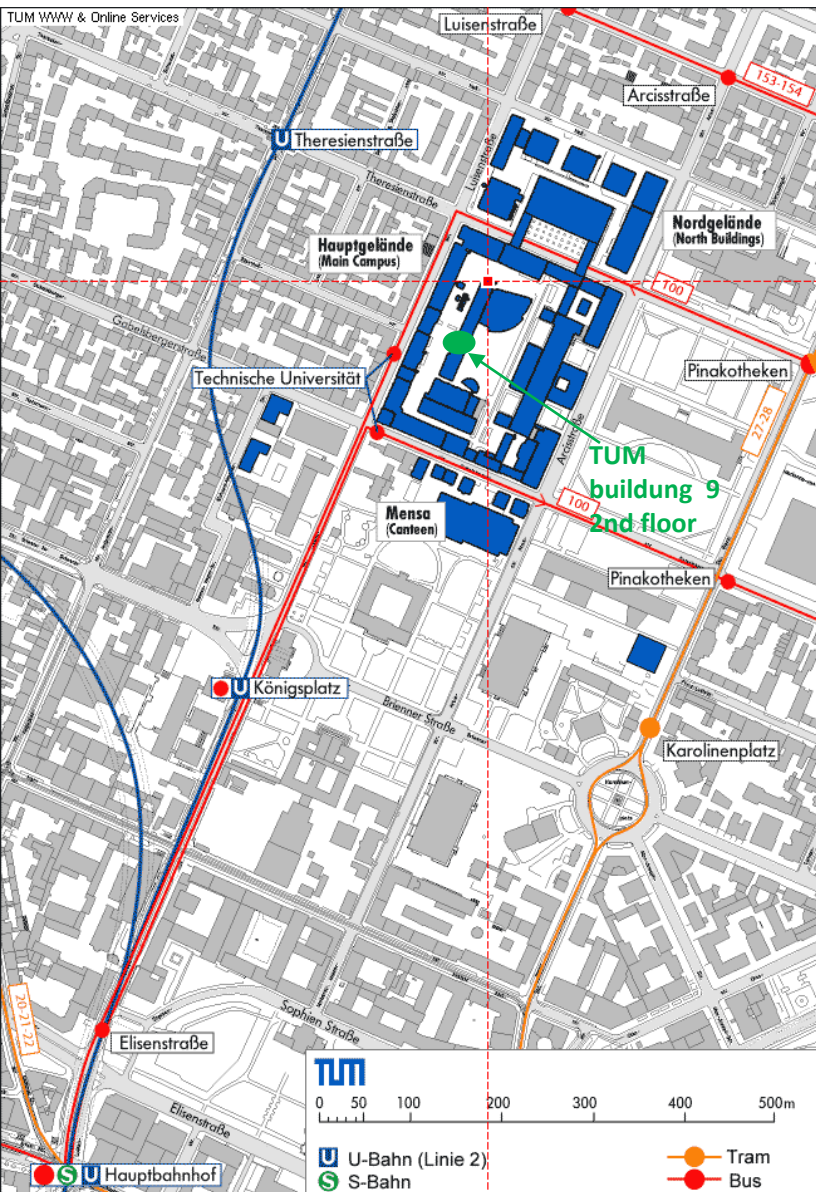 TUM WWW & Online Services
Luisenstraße
153-154
Arcisstraße
U Theresienstraße
Luisenstraße
Theresienstraße
Nordgelände
(North Buildings)
Hauptgelände
(Main Campus)
100
Gabelsbergerstraße
Technische Universität
Pinakotheken
27-28
Arcisstraße
TUM
buildung 9
2nd floor
100
Mensa
(Canteen)
Pinakotheken
U Königsplatz
Brienner Straße
Karolinenplatz
20-21-22
Sophien Straße
Elisenstraße
Elisenstraße
S U Hauptbahnhof
TUM
0 50 100 200 300 400 500m
U U-Bahn (Linie 2)
S S-Bahn
Tram
Bus